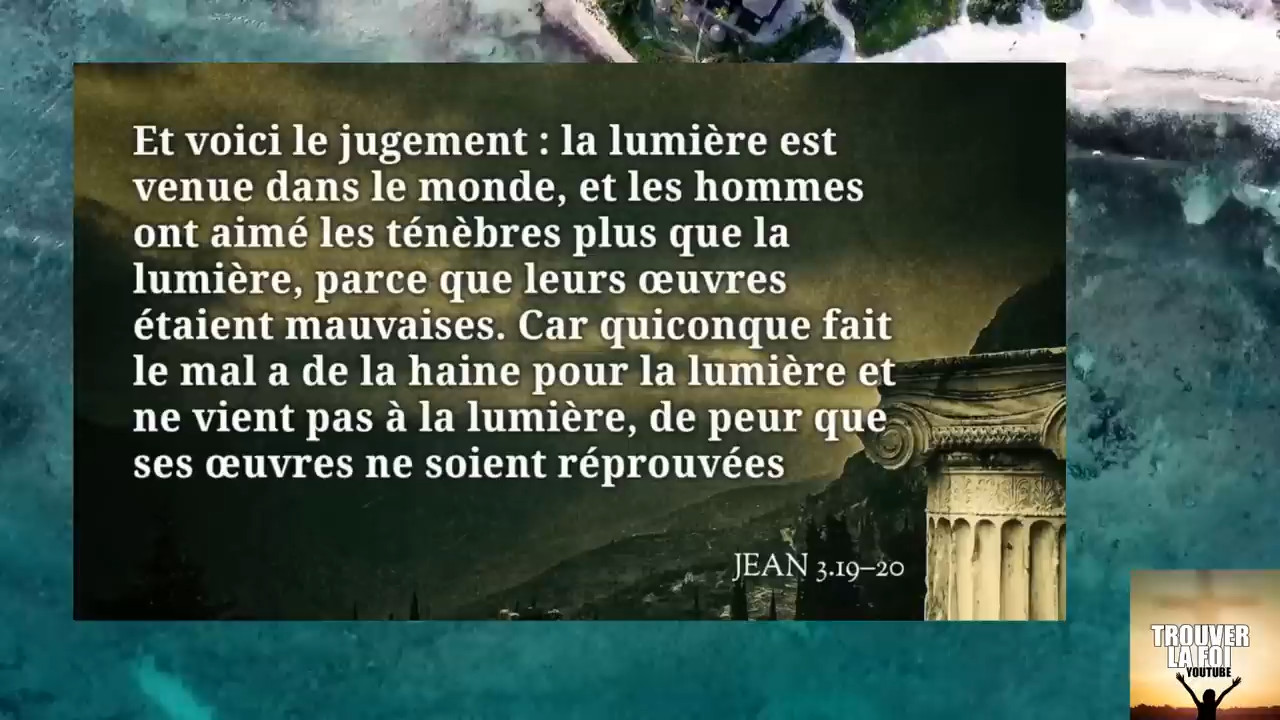 Et voici le jugement : la lumière est
venue dans le monde, et les hommes
ont aimé les ténèbres plus que la
lumière, parce que leurs œuvres
étaient mauvaises. Car quiconque fait
le mal a de la haine pour la lumière et
ne vient pas à la lumière, de peur que
ses œuvres ne soient réprouvées
JEAN 3.19–20
TROUVER
LA FOI
YOUTUBE